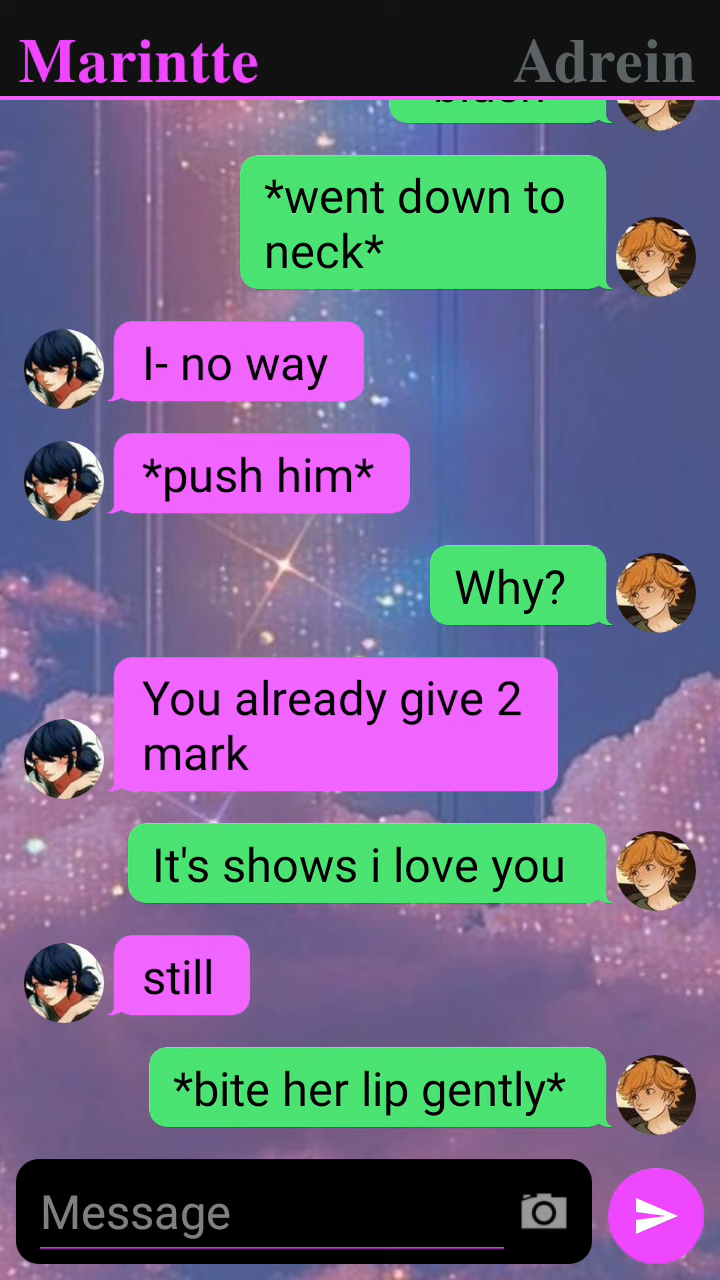 Marintte
Adrein
*went down to
neck*
I- no way
*push him*
Why?
You already give 2
mark
It's shows i love you
still
*bite her lip gently*
Message